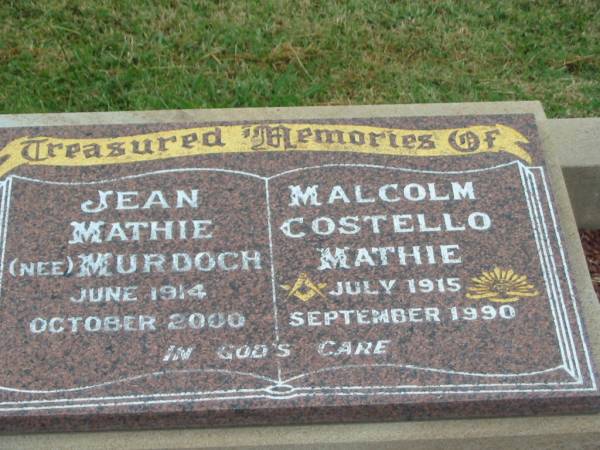 Treasured Memories Of
JEAN
MATHIE
(NEE) MURDOCH
JUNE 1914
OCTOBER 2000
MALCOLM
COSTELLO
MATHIE
JULY 1915
SEPTEMBER 1990
IN GOD'S CARE